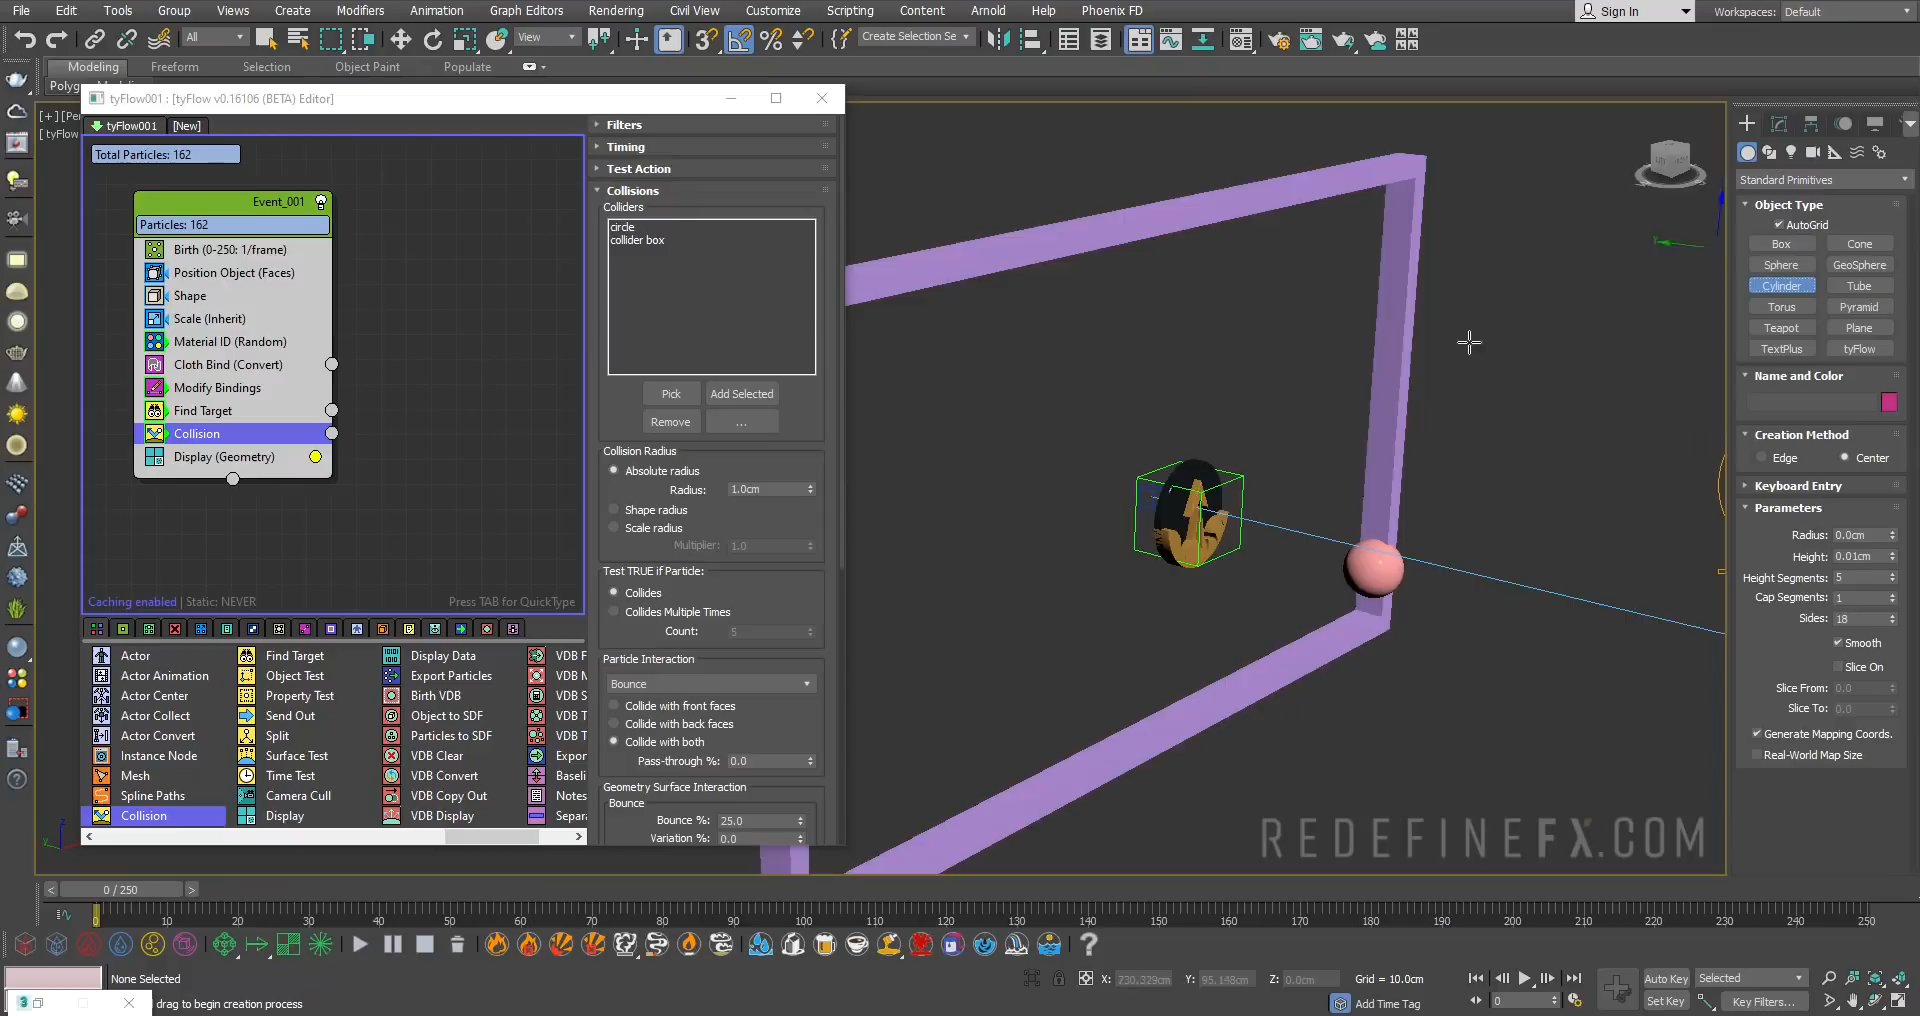 File Edit Tools Group Views Create Modifiers Animation Graph Editors Rendering Civil View Customize Scripting Content Arnold Help Phoenix FD Sign In Workspaces: Default
All View Create Selection Se
Modeling Freeform Selection Object Paint Populate
tyFlow001 : [tyFlow v0.16106 (BETA) Editor]
tyFlow001 [New]
Total Particles: 162
Event_001
Particles: 162
Birth (0-250: 1/frame)
Position Object (Faces)
Shape
Scale (Inherit)
Material ID (Random)
Cloth Bind (Convert)
Modify Bindings
Find Target
Collision
Display (Geometry)
Caching enabled | Static: NEVER Press TAB for QuickType
Actor Find Target Display Data VDB F
Actor Animation Object Test Export Particles
Actor Center Property Test Birth VDB VDB S
Actor Collect Send Out Object to SDF VDB T
Actor Convert Split Particles to SDF VDB T
Instance Node Surface Test VDB Clear Expor
Mesh Time Test VDB Convert Baseli
Spline Paths Camera Cull VDB Copy Out Notes
Collision Display VDB Display Separa
Filters
Timing
Test Action
Collisions
Colliders
circle
collider box
Pick Add Selected
Remove ...
Collision Radius
Absolute radius
Radius: 1.0cm
Shape radius
Scale radius
Multiplier: 1.0
Test TRUE if Particle:
Collides
Collides Multiple Times
Count: 5
Particle Interaction
Bounce
Collide with front faces
Collide with back faces
Collide with both
Pass-through %: 0.0
Geometry Surface Interaction
Bounce
Bounce %: 25.0
Variation %: 0.0
REDEFINEFX.COM
Standard Primitives
Object Type
AutoGrid
Box Cone
Sphere GeoSphere
Cylinder Tube
Torus Pyramid
Teapot Plane
TextPlus tyFlow
Name and Color
Creation Method
Edge Center
Keyboard Entry
Parameters
Radius: 0.0cm
Height: 0.01cm
Height Segments: 5
Cap Segments: 1
Sides: 18
Smooth
Slice On
Slice From: 0.0
Slice To: 0.0
Generate Mapping Coords.
Real-World Map Size
0 / 250
0 10 20 30 40 50 60 70 80 90 100 110 120 130 140 150 160 170 180 190 200 210 220 230 240 250
None Selected X: 730.329cm Y: 95.148cm Z: 0.0cm Grid = 10.0cm Auto Key Selected
drag to begin creation process Add Time Tag 0 Set Key Key Filters...